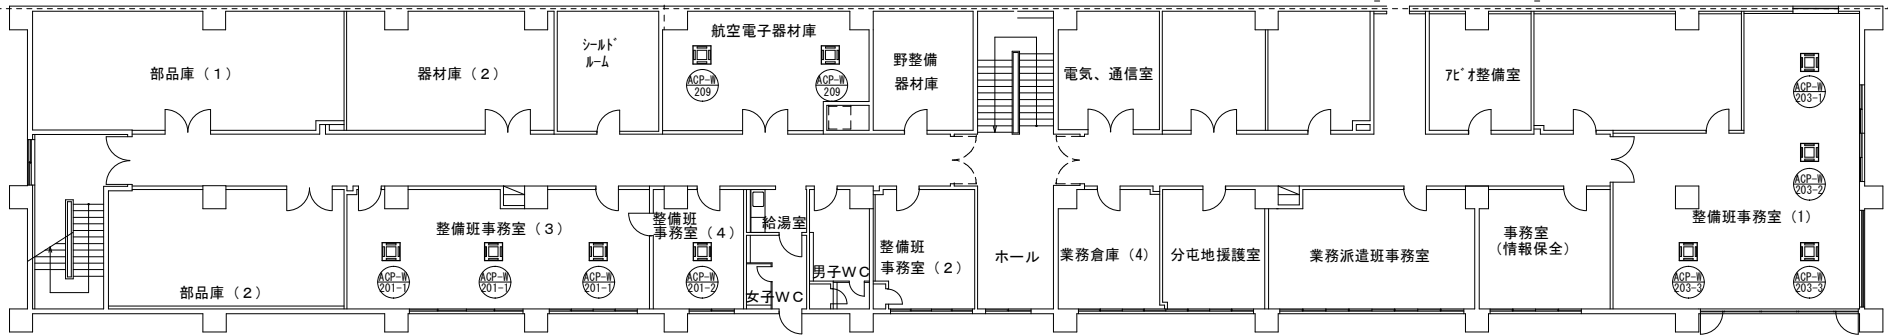 部品庫（1）
器材庫（2）
ｼｰﾙﾄﾞ
ﾙｰﾑ
航空電子器材庫
ACP-W
209
ACP-W
209
野整備
器材庫
電気、通信室
ｱﾋﾞｵ整備室
ACP-W
203-1
ACP-W
203-2
整備班事務室（1）
ACP-W
203-3
ACP-W
203-3
部品庫（2）
整備班事務室（3）
ACP-W
201-1
ACP-W
201-1
ACP-W
201-1
整備班
事務室（4）
ACP-W
201-2
給湯室
女子WC
男子WC
整備班
事務室（2）
ホール
業務倉庫（4）
分屯地援護室
業務派遣班事務室
事務室
（情報保全）